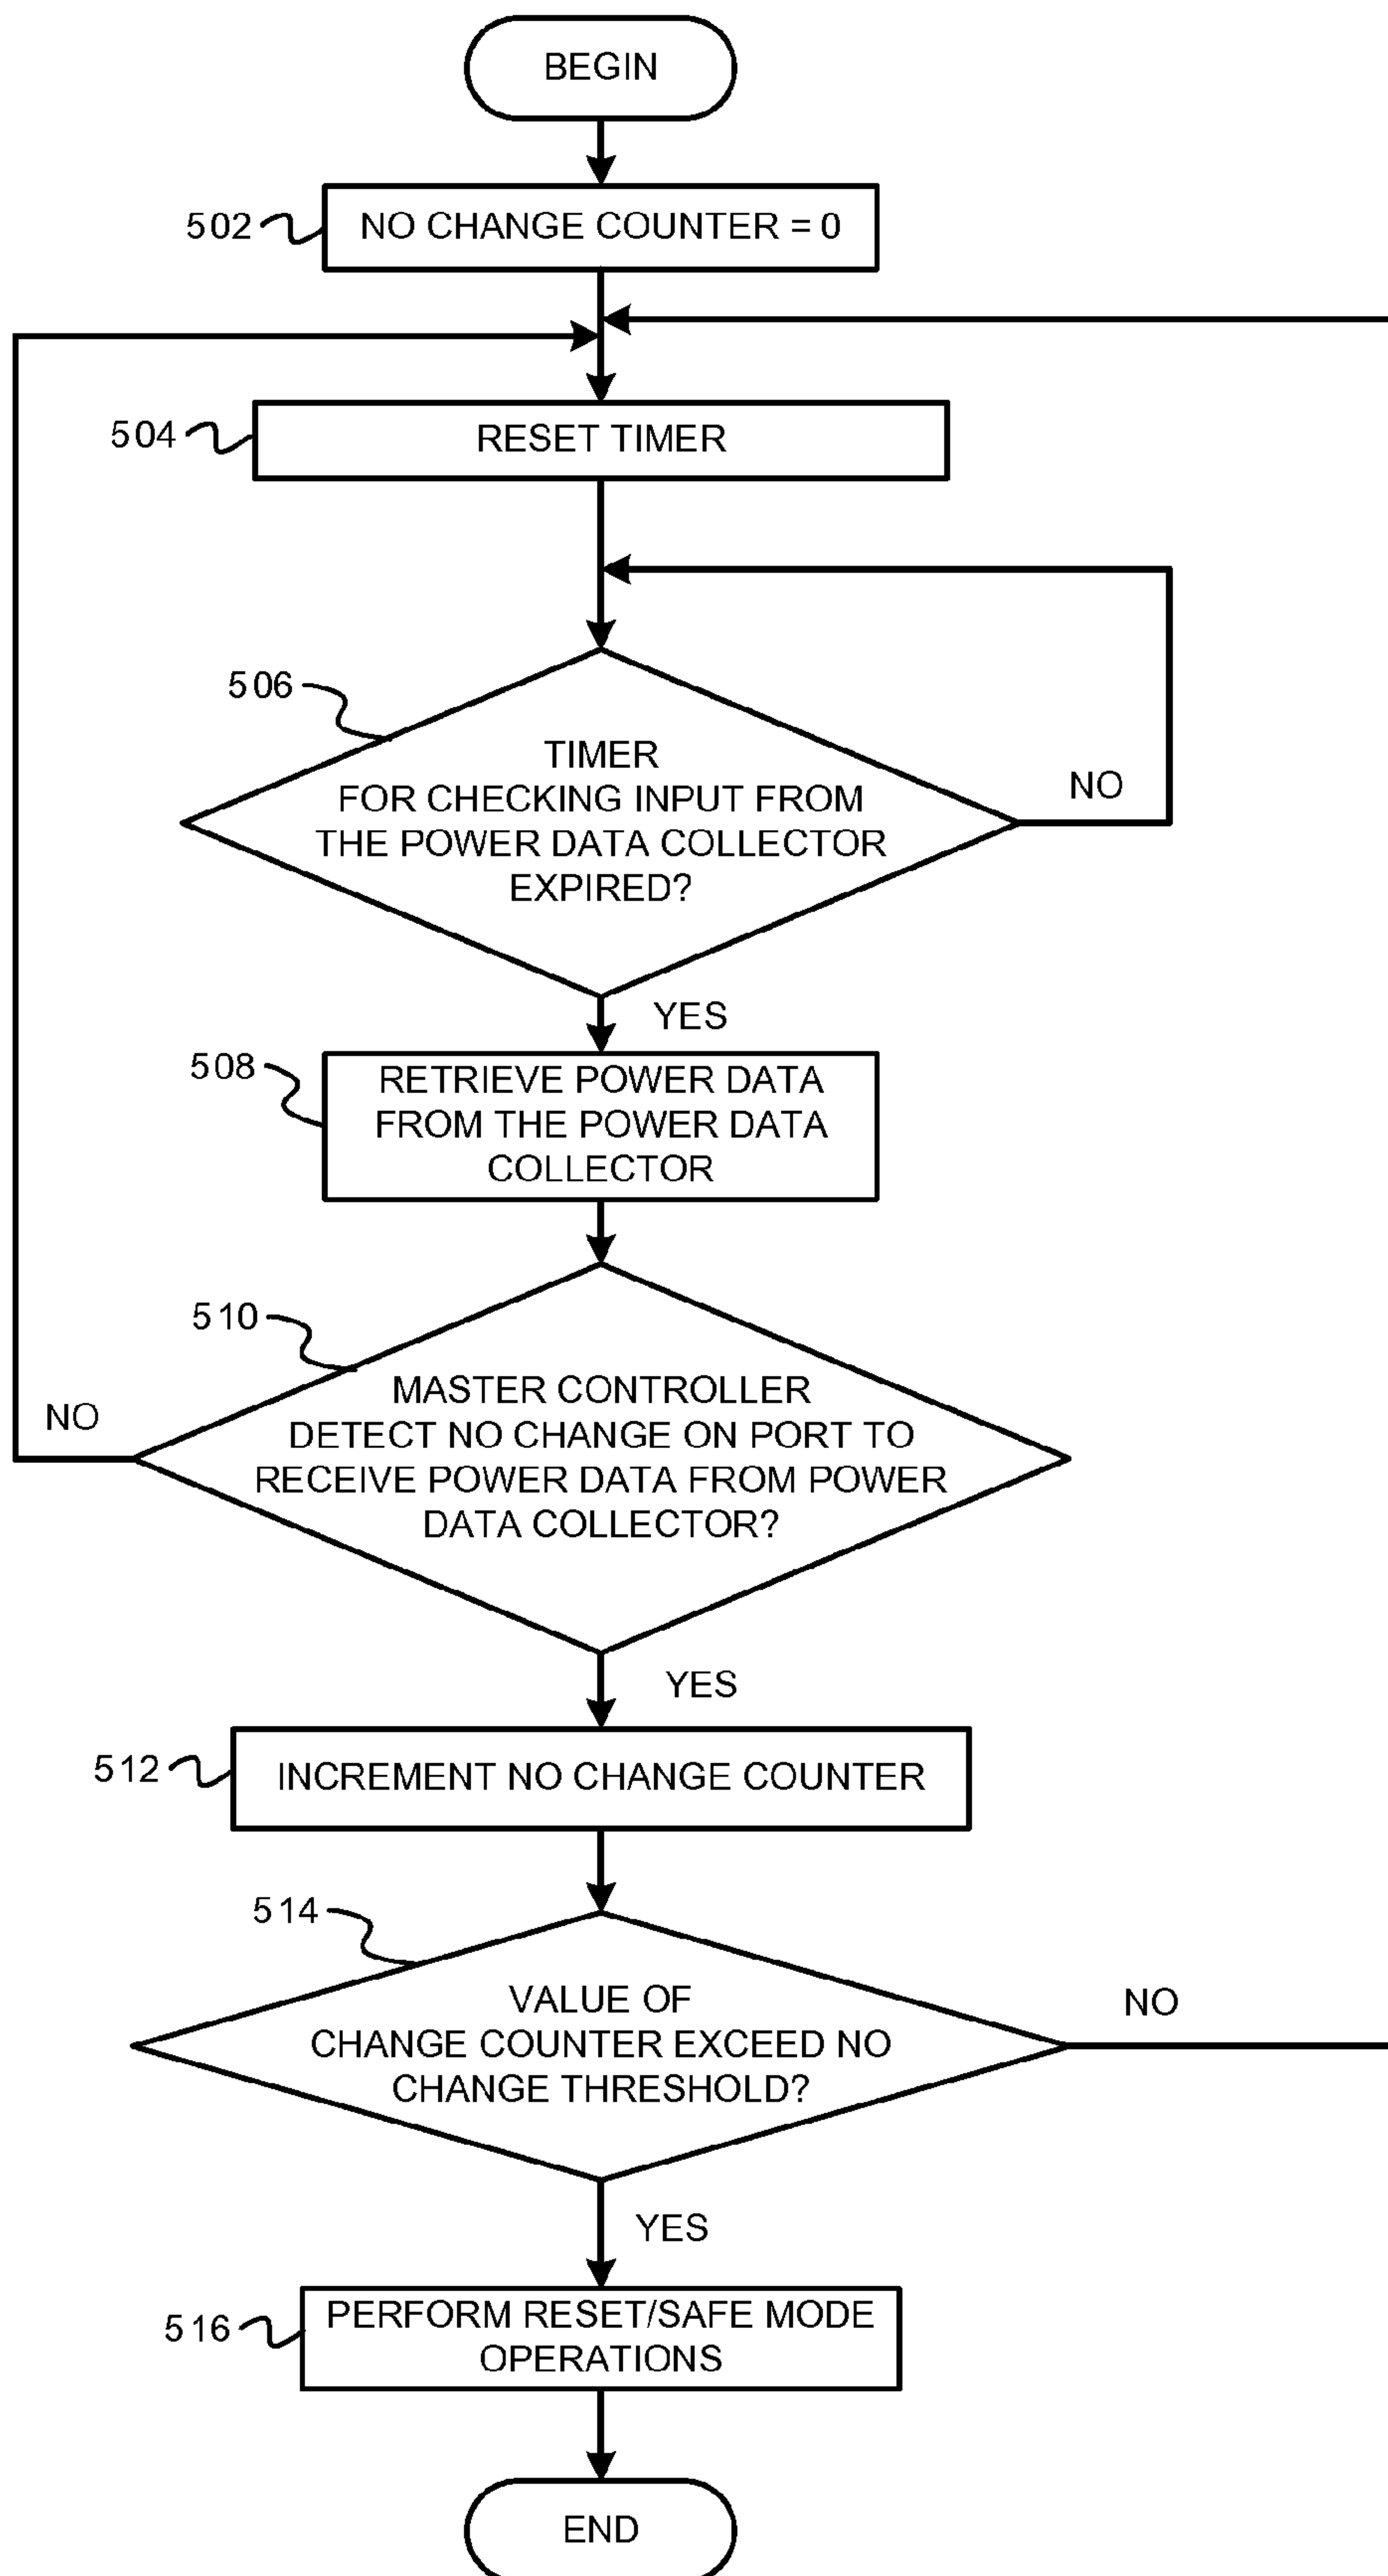 BEGIN
502
NO CHANGE COUNTER = 0
504
RESET TIMER
506
TIMER
FOR CHECKING INPUT FROM
THE POWER DATA COLLECTOR
EXPIRED?
NO
YES
508
RETRIEVE POWER DATA
FROM THE POWER DATA
COLLECTOR
510
MASTER CONTROLLER
DETECT NO CHANGE ON PORT TO
RECEIVE POWER DATA FROM POWER
DATA COLLECTOR?
NO
YES
512
INCREMENT NO CHANGE COUNTER
514
VALUE OF
CHANGE COUNTER EXCEED NO
CHANGE THRESHOLD?
NO
YES
516
PERFORM RESET/SAFE MODE
OPERATIONS
END